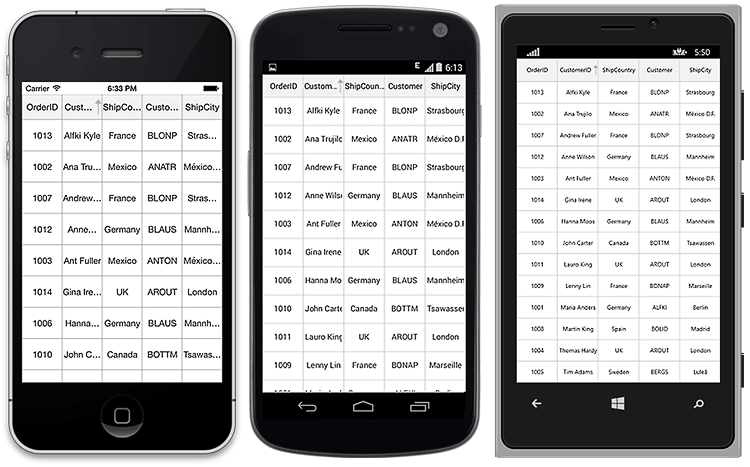 Carrier 6:33 PM
OrderID Cust... ShipCo... Custo... ShipCity
1013 Alfki Kyle France BLONP Stras...
1002 Ana Tru... Mexico ANATR México...
1007 Andrew... France BLONP Stras...
1012 Anne... Germany BLAUS Mannh...
1003 Ant Fuller Mexico ANTON México...
1014 Gina Ire... UK AROUT London
1006 Hanna... Germany BLAUS Mannh...
1010 John C... Canada BOTTM Tsawas...
E 6:13
OrderID Custom... ShipCoun... Customer ShipCity
1013 Alfki Kyle France BLONP Strasbourg
1002 Ana Trujilo Mexico ANATR México D.F
1007 Andrew Fu France BLONP Strasbourg
1012 Anne Wilso Germany BLAUS Mannheim
1003 Ant Fuller Mexico ANTON México D.F
1014 Gina Irene UK AROUT London
1006 Hanna Mo Germany BLAUS Mannheim
1010 John Carte Canada BOTTM Tsawassen
1011 Lauro King UK AROUT London
1009 Lenny Lin France BONAP Marseille
5:50
OrderID CustomerID ShipCountry Customer ShipCity
1013 Alfki Kyle France BLONP Strasbourg
1002 Ana Trujilo Mexico ANATR México D.F.
1007 Andrew Fuller France BLONP Strasbourg
1012 Anne Wilson Germany BLAUS Mannheim
1003 Ant Fuller Mexico ANTON México D.F.
1014 Gina Irene UK AROUT London
1006 Hanna Moos Germany BLAUS Mannheim
1010 John Carter Canada BOTTM Tsawassen
1011 Lauro King UK AROUT London
1009 Lenny Lin France BONAP Marseille
1001 Maria Anders Germany ALFKI Berlin
1008 Martin King Spain BOLID Madrid
1004 Thomas Hardy UK AROUT London
1005 Tim Adams Sweden BERGS Luleå